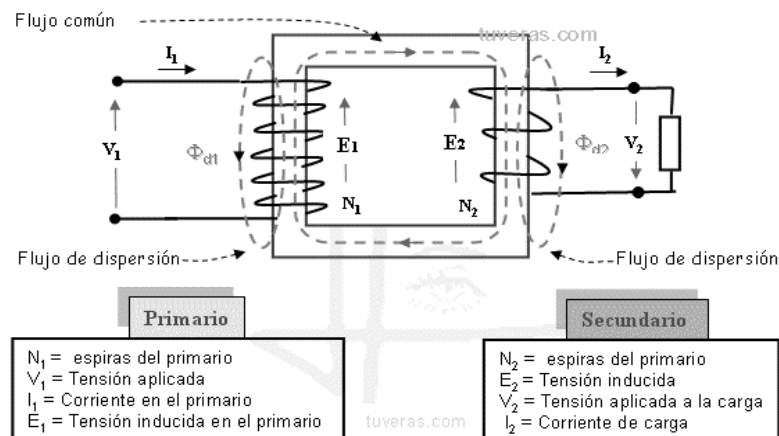 Flujo común
tuveras.com
I1
I2
V1
Φd1
E1
E2
Φd2
V2
N1
N2
Flujo de dispersión
Flujo de dispersión
Primario
Secundario
N1 = espiras del primario
V1 = Tensión aplicada
I1 = Corriente en el primario
E1 = Tensión inducida en el primario
N2 = espiras del primario
E2 = Tensión inducida
V2 = Tensión aplicada a la carga
I2 = Corriente de carga
tuveras.com